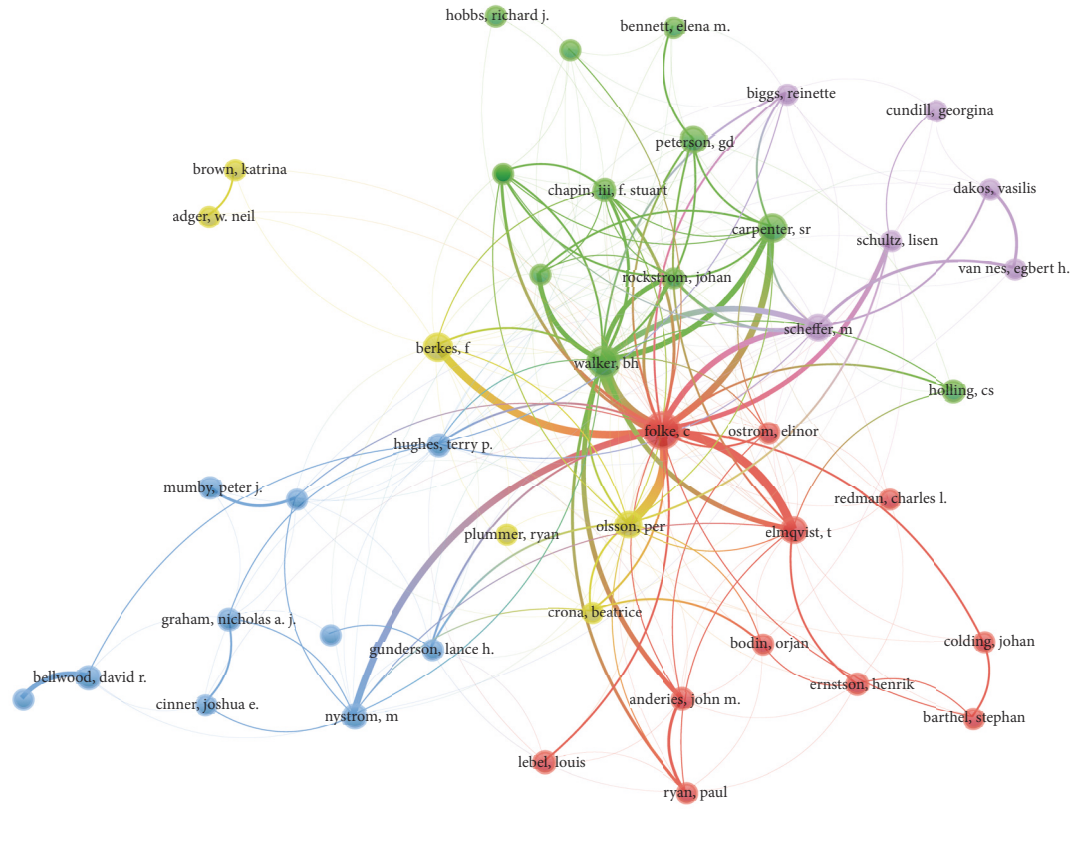 hobbs, richard j.
bennett, elena m.
biggs, reinette
cundill, georgina
peterson, gd
brown, katrina
chapin, iii, f. stuart
dakos, vasilis
adger, w. neil
carpenter, sr
schultz, lisen
van nes, egbert h.
rockstrom, johan
scheffer, m
berkes, f
walker, bh
holling, cs
folke, c
ostrom, elinor
hughes, terry p.
mumby, peter j.
redman, charles l.
olsson, per
elmqvist, t
plummer, ryan
crona, beatrice
graham, nicholas a. j.
bodin, orjan
colding, johan
gunderson, lance h.
bellwood, david r.
ernstson, henrik
anderies, john m.
cinner, joshua e.
nystrom, m
barthel, stephan
lebel, louis
ryan, paul